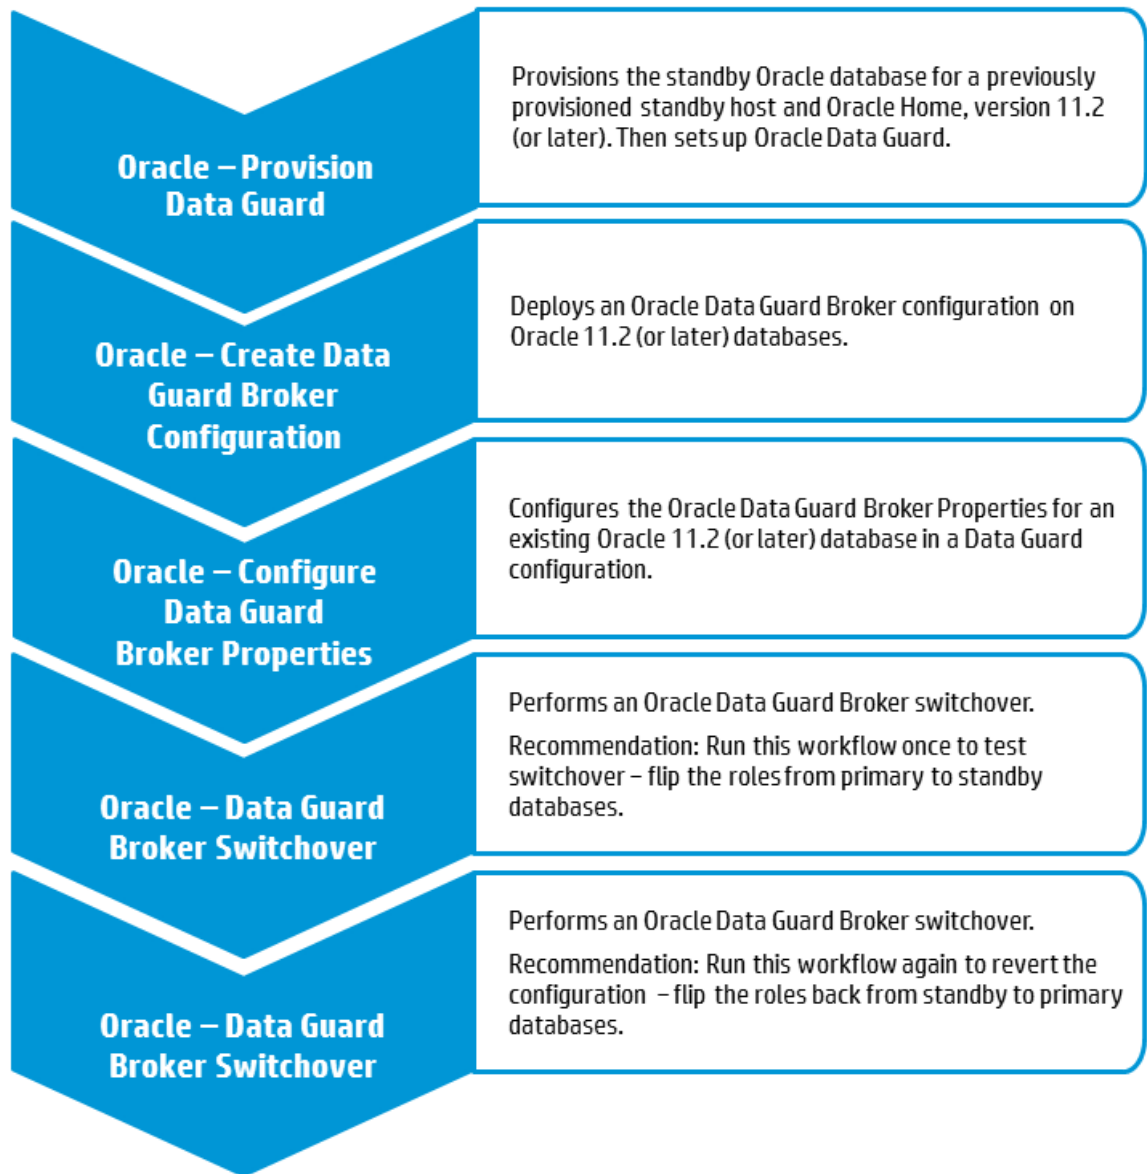 Oracle – Provision
Data Guard
Provisions the standby Oracle database for a previously
provisioned standby host and Oracle Home, version 11.2
(or later). Then sets up Oracle Data Guard.
Oracle – Create Data
Guard Broker
Configuration
Deploys an Oracle Data Guard Broker configuration on
Oracle 11.2 (or later) databases.
Oracle – Configure
Data Guard
Broker Properties
Configures the Oracle Data Guard Broker Properties for an
existing Oracle 11.2 (or later) database in a Data Guard
configuration.
Oracle – Data Guard
Broker Switchover
Performs an Oracle Data Guard Broker switchover.
Recommendation: Run this workflow once to test
switchover – flip the roles from primary to standby
databases.
Oracle – Data Guard
Broker Switchover
Performs an Oracle Data Guard Broker switchover.
Recommendation: Run this workflow again to revert the
configuration – flip the roles back from standby to primary
databases.